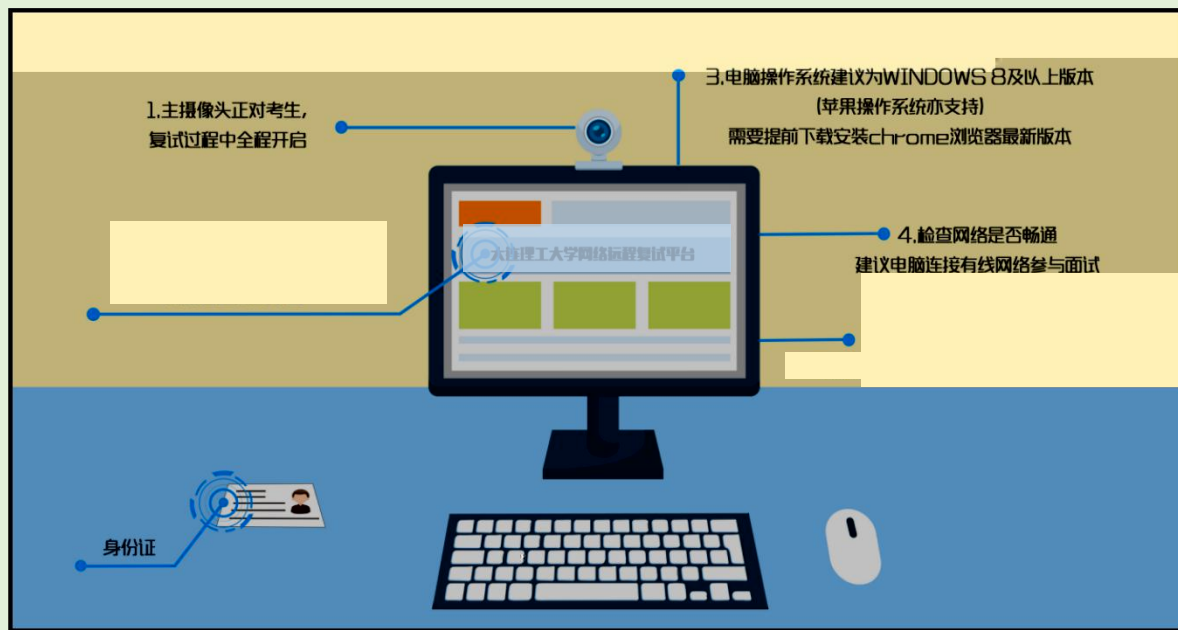 1.主摄像头正对考生,
复试过程中全程开启
3.电脑操作系统建议为WINDOWS 8及以上版本
(苹果操作系统亦支持)
需要提前下载安装chrome浏览器最新版本
大连理工大学网络远程复试平台
4.检查网络是否畅通
建议电脑连接有线网络参与面试
身份证